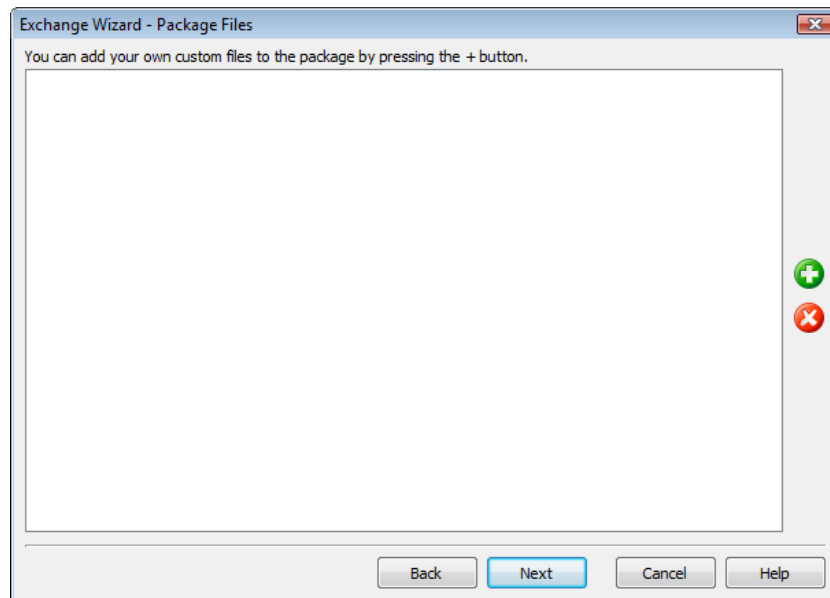 Exchange Wizard - Package Files
You can add your own custom files to the package by pressing the + button.
Back Next Cancel Help